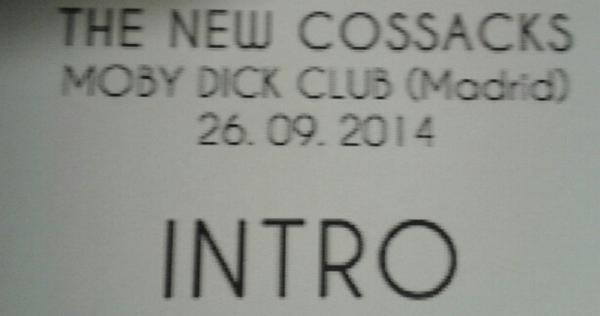 THE NEW COSSACKS
MOBY DICK CLUB (Madrid)
26. 09. 2014
INTRO